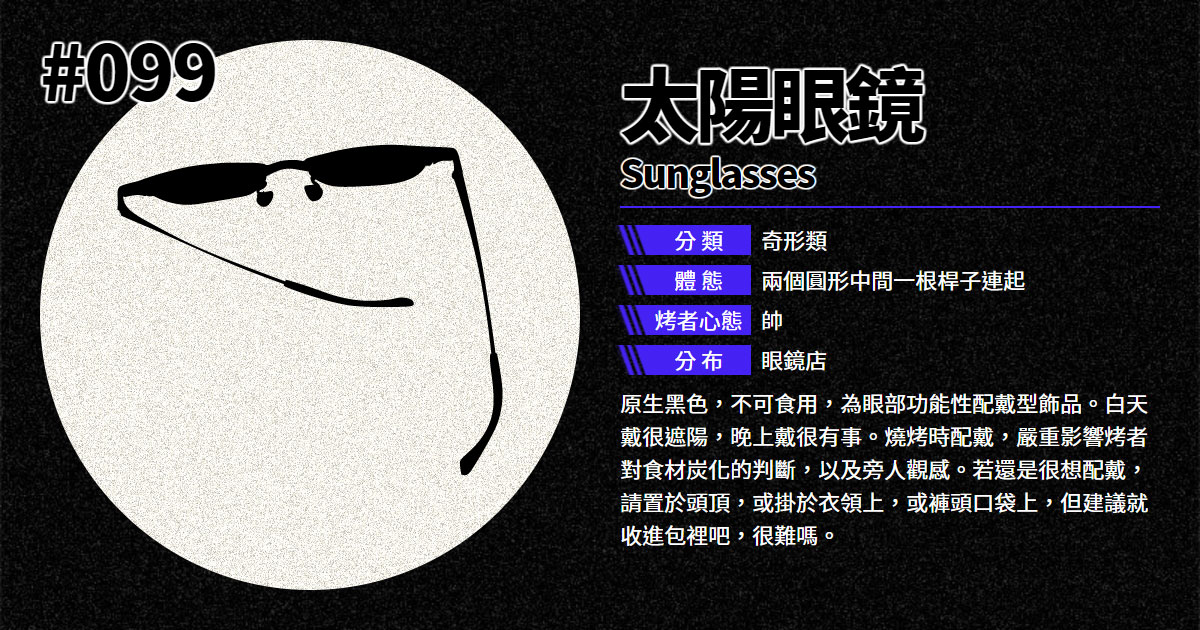 #099
太陽眼鏡
Sunglasses
分類 奇形類
體態 兩個圓形中間一根桿子連起
烤者心態 帥
分布 眼鏡店
原生黑色，不可食用，為眼部功能性配戴型飾品。白天
戴很遮陽，晚上戴很有事。燒烤時配戴，嚴重影響烤者
對食材炭化的判斷，以及旁人觀感。若還是很想配戴，
請置於頭頂，或掛於衣領上，或褲頭口袋上，但建議就
收進包裡吧，很難嗎。